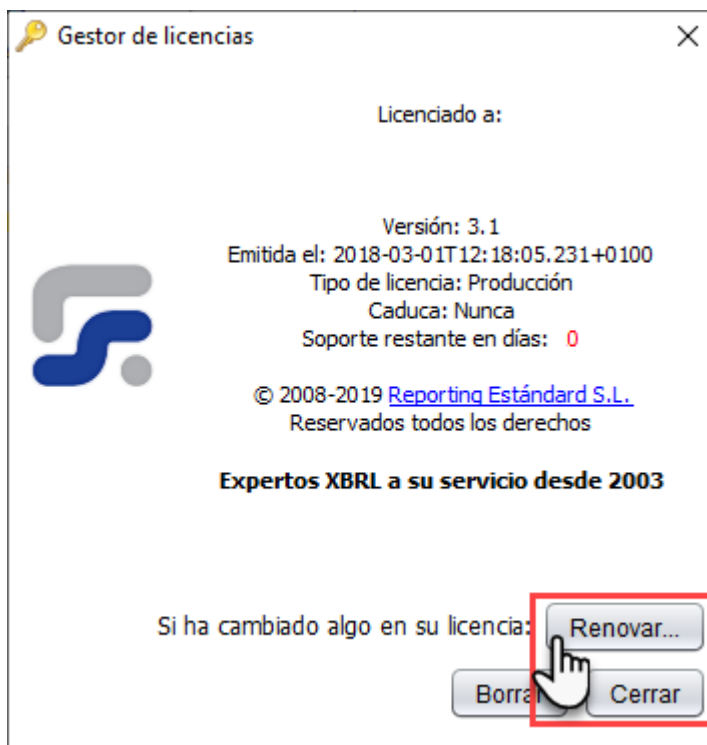 Gestor de licencias
Licenciado a:
Versión: 3.1
Emitida el: 2018-03-01T12:18:05.231+0100
Tipo de licencia: Producción
Caduca: Nunca
Soporte restante en días: 0
© 2008-2019 Reporting Estándard S.L.
Reservados todos los derechos
Expertos XBRL a su servicio desde 2003
Si ha cambiado algo en su licencia: Renovar...
Borrar Cerrar